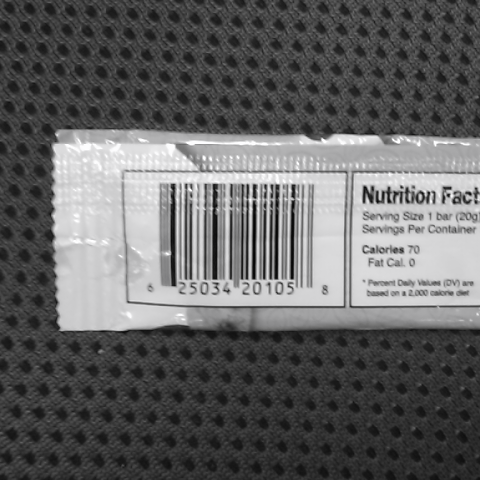 6 25034 20105 8
Nutrition Fact
Serving Size 1 bar (20g)
Servings Per Container
Calories 70
Fat Cal. 0
* Percent Daily Values (DV) are
based on a 2,000 calorie diet